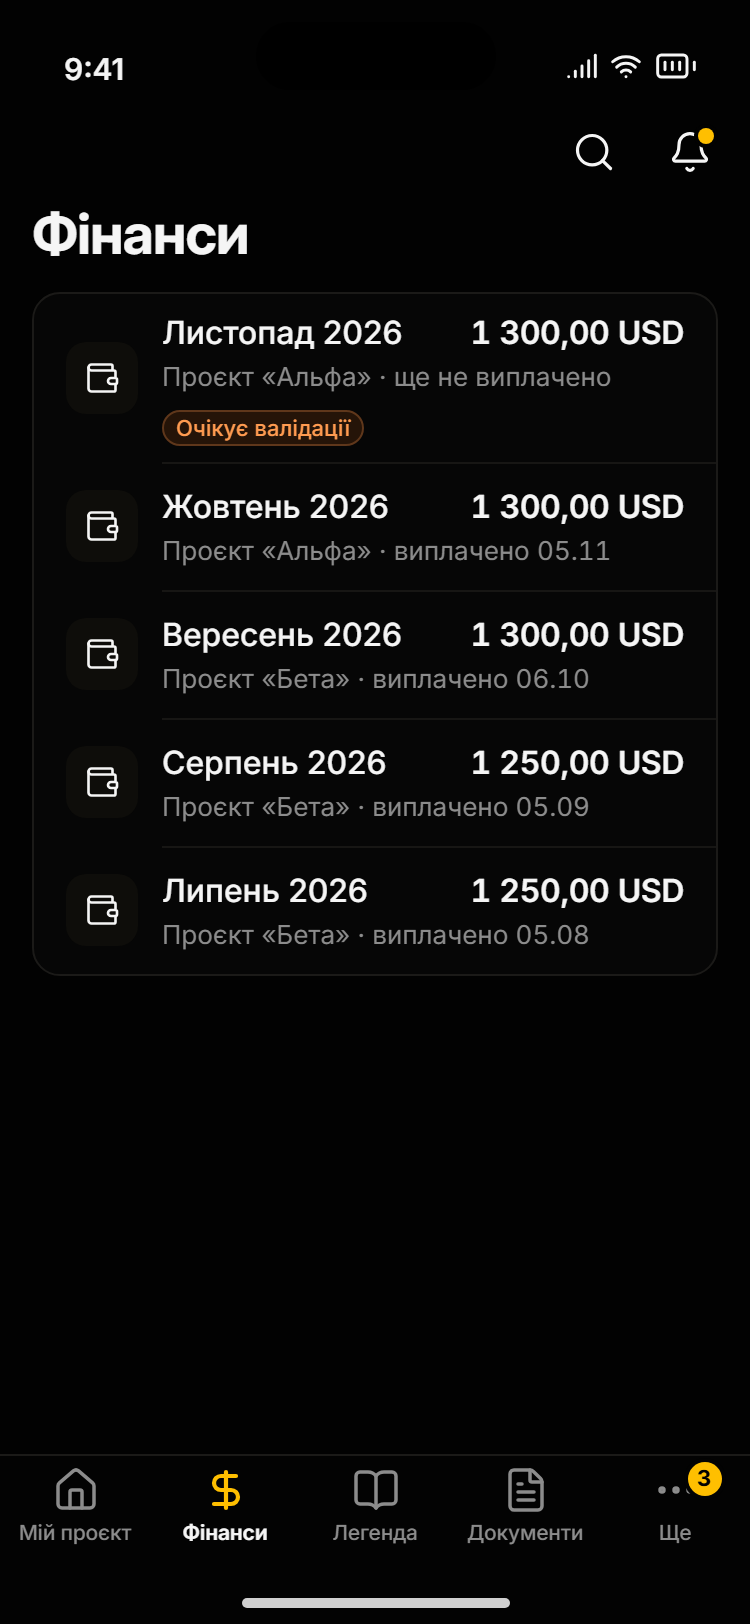 9:41
Фінанси
Листопад 2026 1 300,00 USD
Проєкт «Альфа» · ще не виплачено
Очікує валідації
Жовтень 2026 1 300,00 USD
Проєкт «Альфа» · виплачено 05.11
Вересень 2026 1 300,00 USD
Проєкт «Бета» · виплачено 06.10
Серпень 2026 1 250,00 USD
Проєкт «Бета» · виплачено 05.09
Липень 2026 1 250,00 USD
Проєкт «Бета» · виплачено 05.08
3
Мій проєкт Фінанси Легенда Документи Ще